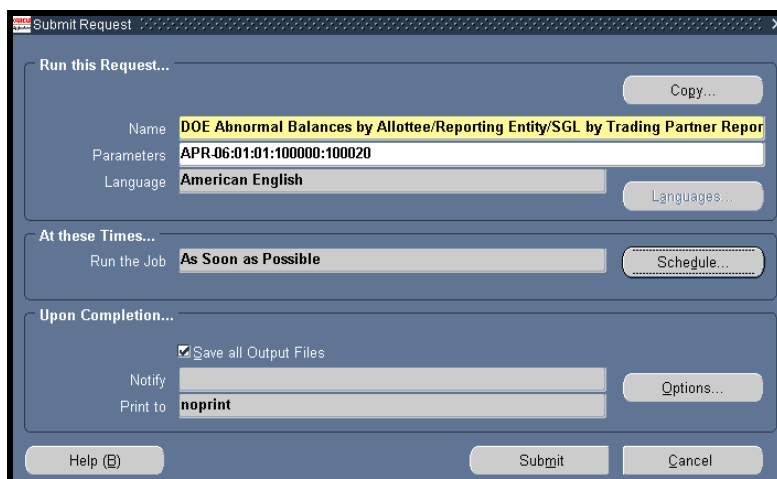 ORACLE
Submit Request
Run this Request...
Copy...
Name DOE Abnormal Balances by Allottee/Reporting Entity/SGL by Trading Partner Repor
Parameters APR-06:01:01:100000:100020
Language American English
Languages...
At these Times...
Run the Job As Soon as Possible
Schedule...
Upon Completion...
Save all Output Files
Notify
Options...
Print to noprint
Help (B)
Submit
Cancel